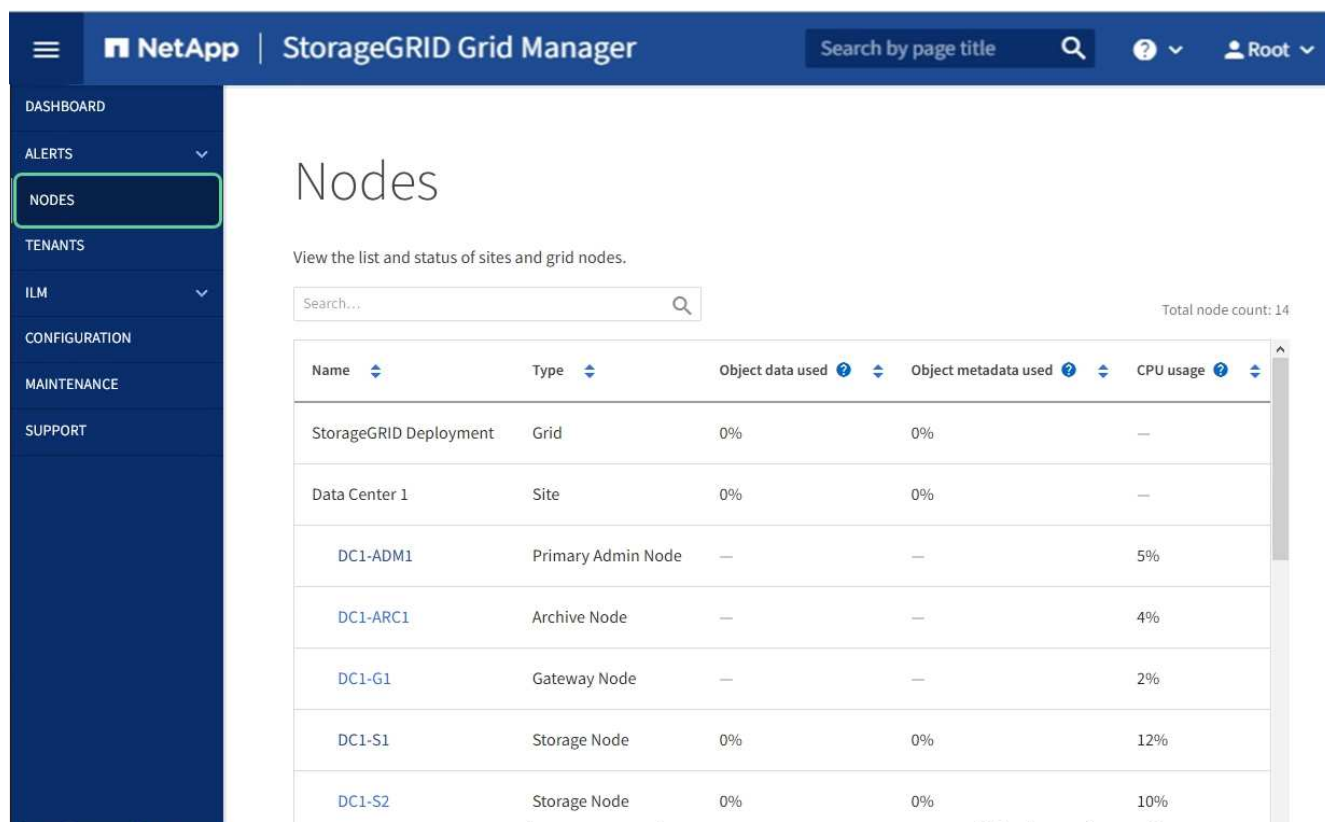 NetApp | StorageGRID Grid Manager Search by page title ? Root
DASHBOARD
ALERTS
NODES
TENANTS
ILM
CONFIGURATION
MAINTENANCE
SUPPORT
Nodes
View the list and status of sites and grid nodes.
Search...
Total node count: 14
Name Type Object data used ? Object metadata used ? CPU usage ?
StorageGRID Deployment Grid 0% 0% —
Data Center 1 Site 0% 0% —
DC1-ADM1 Primary Admin Node — — 5%
DC1-ARC1 Archive Node — — 4%
DC1-G1 Gateway Node — — 2%
DC1-S1 Storage Node 0% 0% 12%
DC1-S2 Storage Node 0% 0% 10%